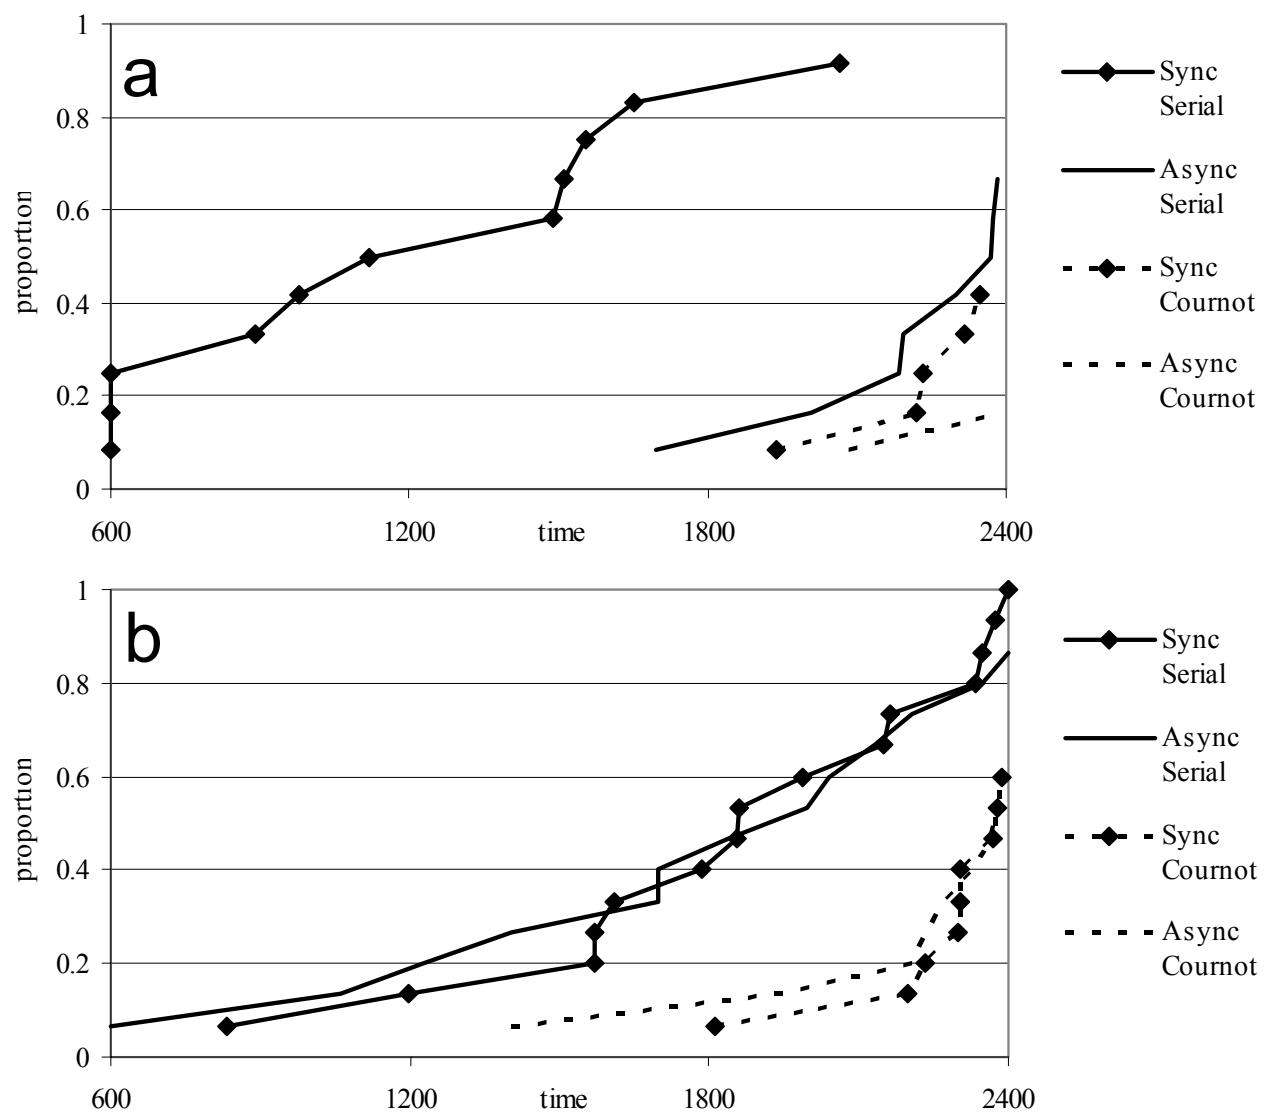 1
0.8
0.6
0.4
0.2
0
proportion
a
600
1200
time
1800
2400
Sync
Serial
Async
Serial
Sync
Cournot
Async
Cournot
1
0.8
0.6
0.4
0.2
0
proportion
b
600
1200
time
1800
2400
Sync
Serial
Async
Serial
Sync
Cournot
Async
Cournot